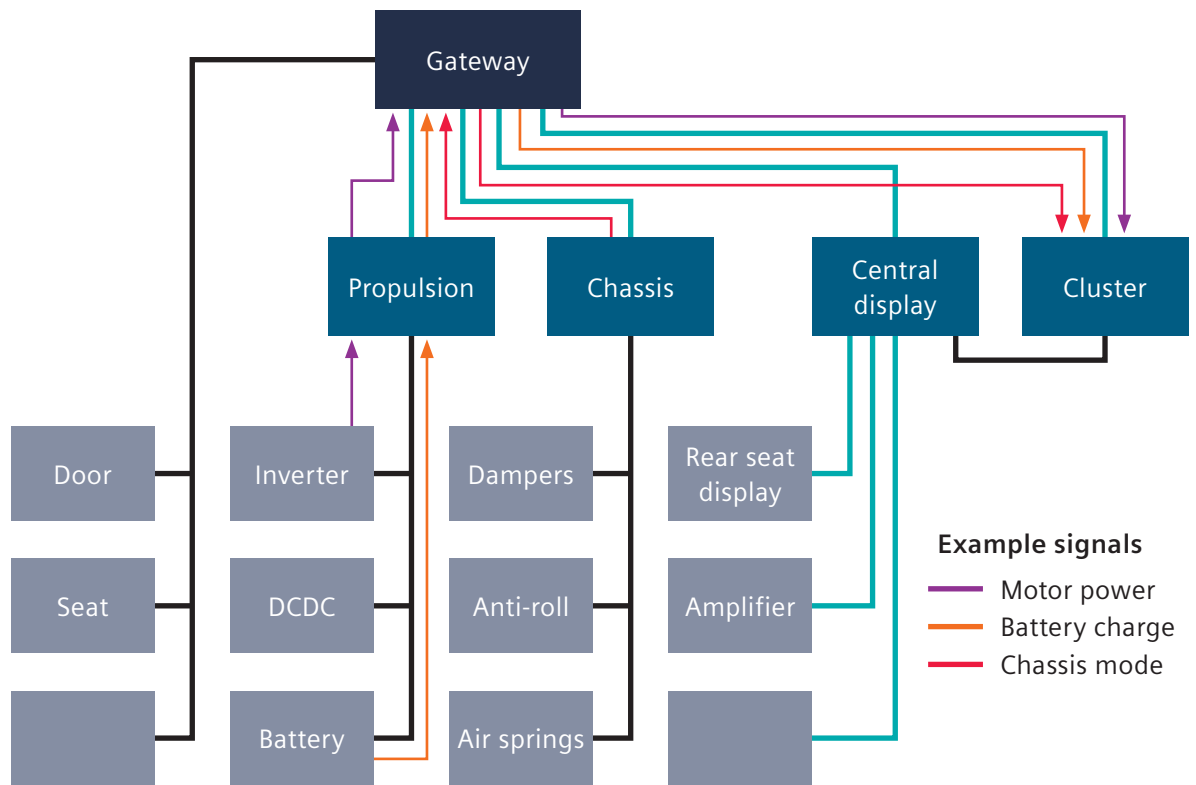 Gateway
Propulsion
Chassis
Central
display
Cluster
Door
Inverter
Dampers
Rear seat
display
Seat
DCDC
Anti-roll
Amplifier
Battery
Air springs
Example signals
Motor power
Battery charge
Chassis mode